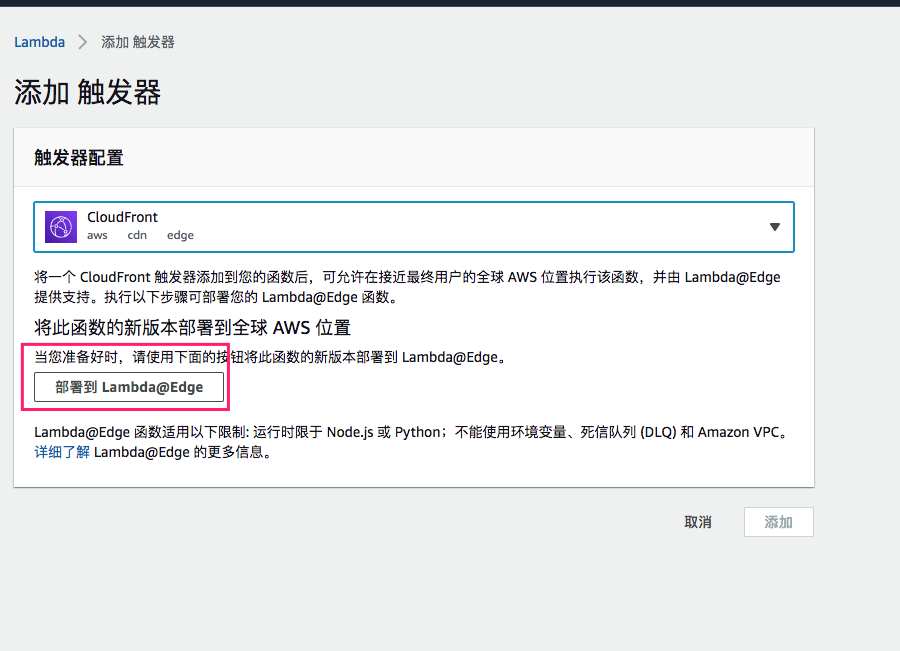 Lambda > 添加 触发器
添加 触发器
触发器配置
CloudFront
aws cdn edge
将一个 CloudFront 触发器添加到您的函数后，可允许在接近最终用户的全球 AWS 位置执行该函数，并由 Lambda@Edge
提供支持。执行以下步骤可部署您的 Lambda@Edge 函数。
将此函数的新版本部署到全球 AWS 位置
当您准备好时，请使用下面的按钮将此函数的新版本部署到 Lambda@Edge。
部署到 Lambda@Edge
Lambda@Edge 函数适用以下限制: 运行时限于 Node.js 或 Python；不能使用环境变量、死信队列 (DLQ) 和 Amazon VPC。
详细了解 Lambda@Edge 的更多信息。
取消 添加